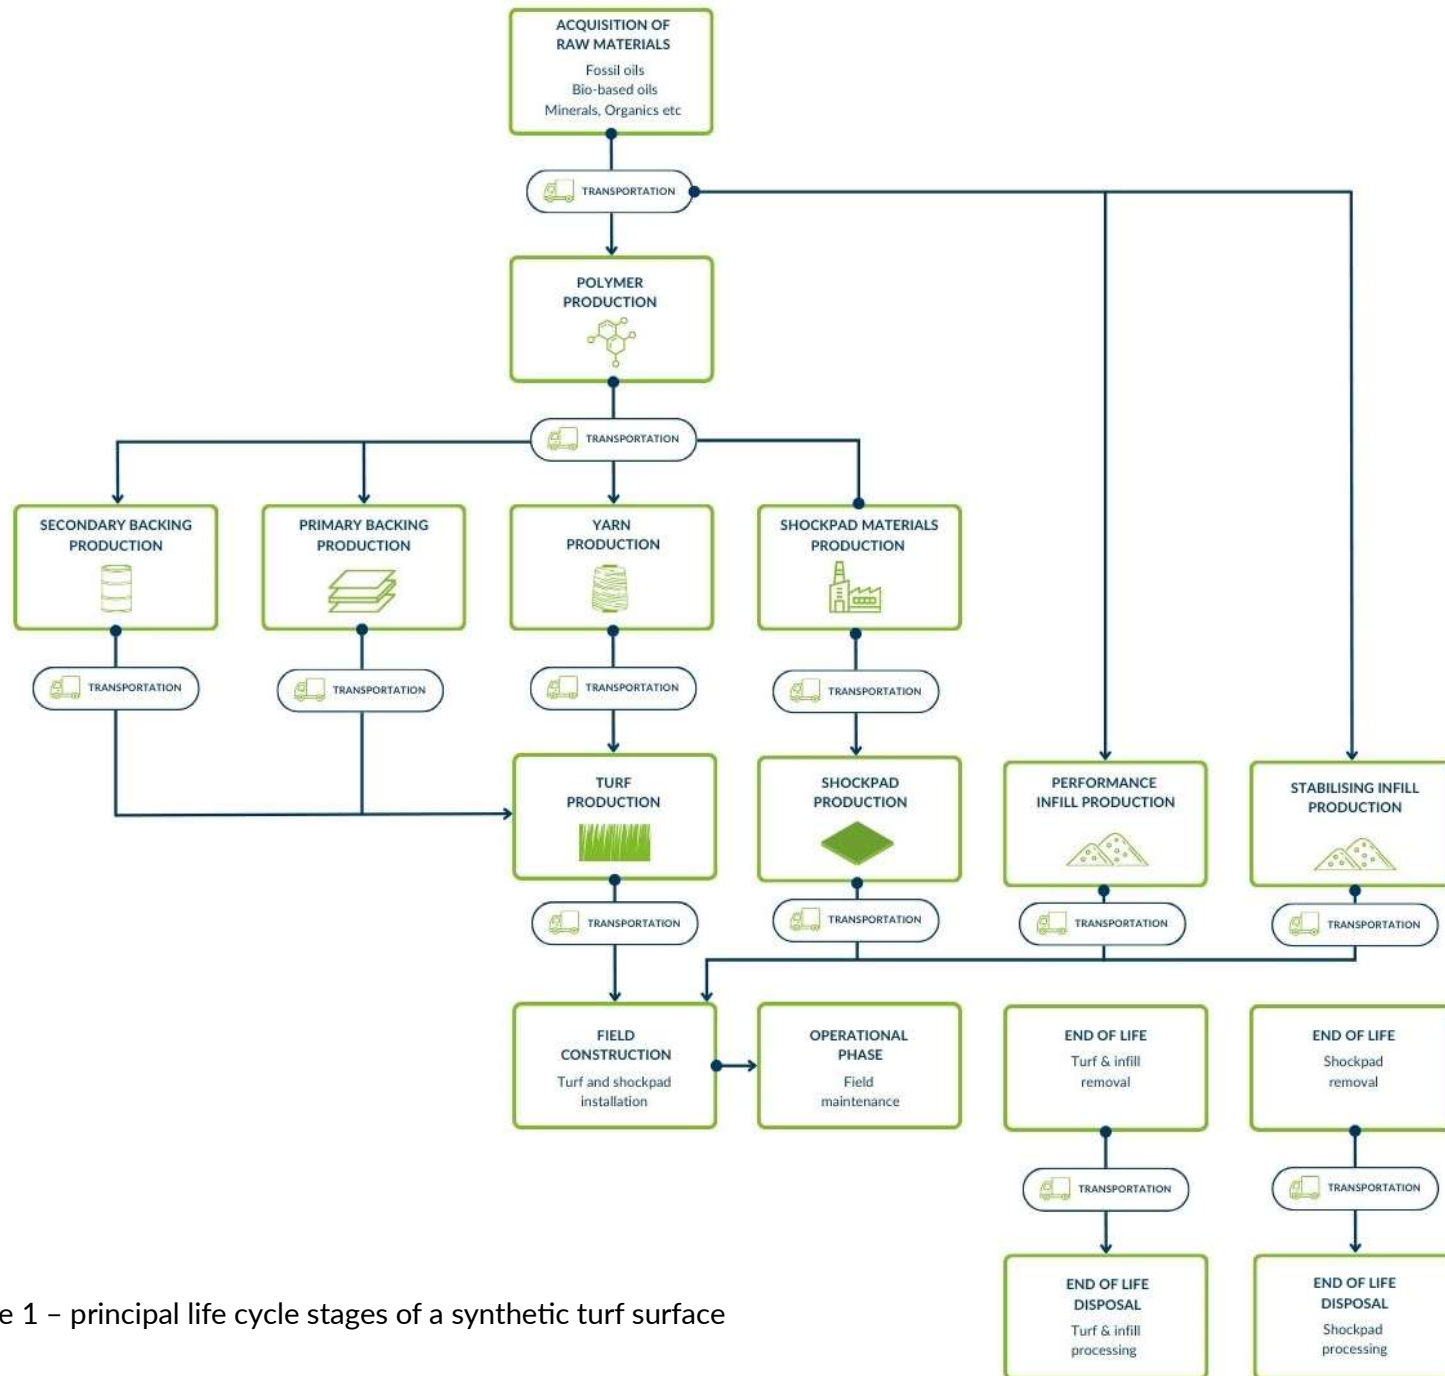 ACQUISITION OF
RAW MATERIALS
Fossil oils
Bio-based oils
Minerals, Organics etc
TRANSPORTATION
POLYMER
PRODUCTION
TRANSPORTATION
SECONDARY BACKING
PRODUCTION
PRIMARY BACKING
PRODUCTION
YARN
PRODUCTION
SHOCKPAD MATERIALS
PRODUCTION
TRANSPORTATION
TRANSPORTATION
TRANSPORTATION
TRANSPORTATION
TURF
PRODUCTION
SHOCKPAD
PRODUCTION
PERFORMANCE
INFILL PRODUCTION
STABILISING INFILL
PRODUCTION
TRANSPORTATION
TRANSPORTATION
TRANSPORTATION
TRANSPORTATION
FIELD
CONSTRUCTION
Turf and shockpad
installation
OPERATIONAL
PHASE
Field
maintenance
END OF LIFE
Turf & infill
removal
END OF LIFE
Shockpad
removal
TRANSPORTATION
TRANSPORTATION
END OF LIFE
DISPOSAL
Turf & infill
processing
END OF LIFE
DISPOSAL
Shockpad
processing
e 1 – principal life cycle stages of a synthetic turf surface